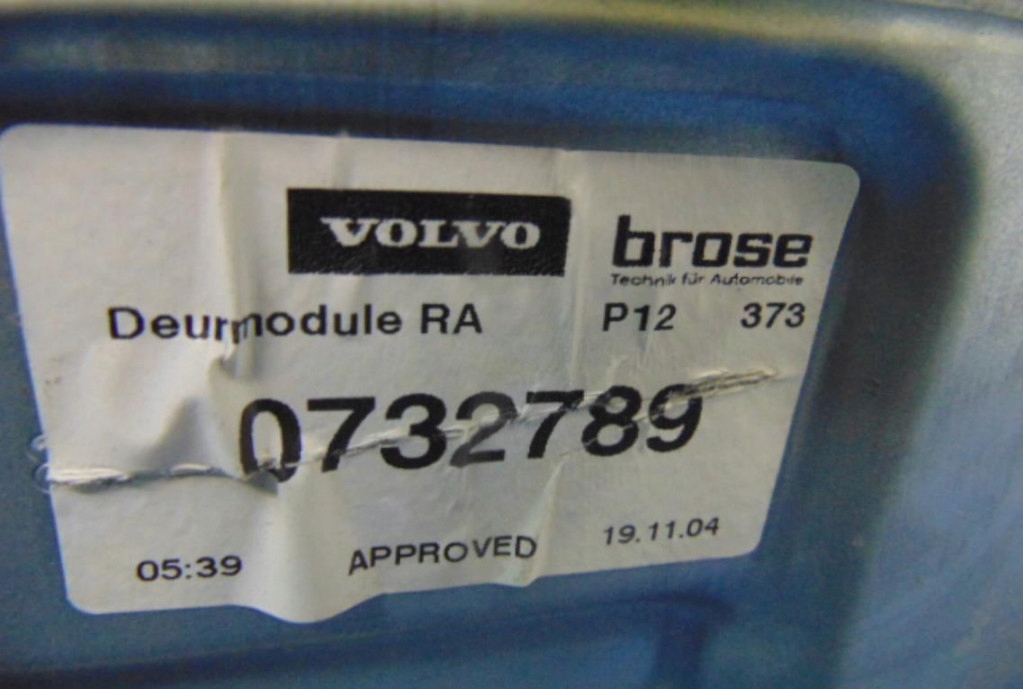 VOLVO brose
Technik für Automobile
Deurmodule RA P12 373
0732789
05:39 APPROVED 19.11.04